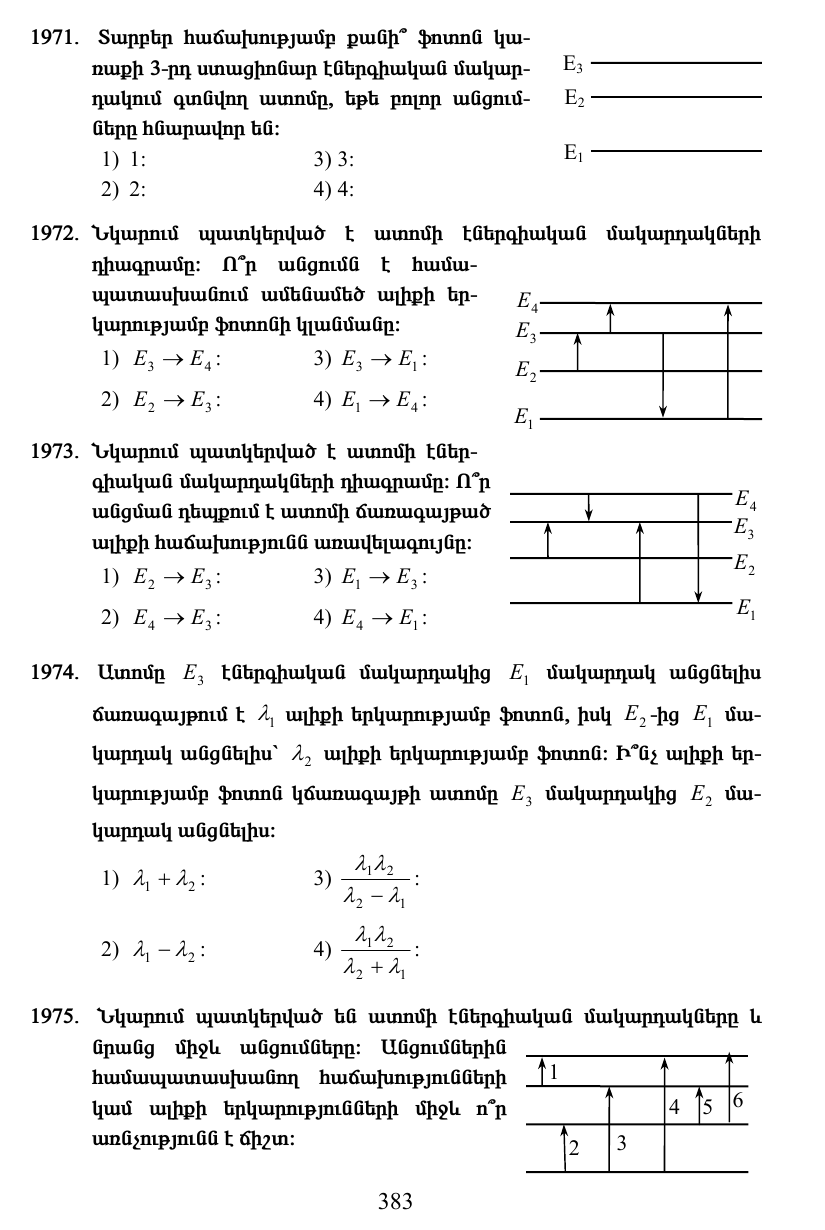 1971. Տարբեր հաճախությամբ քանի՞ ֆոտոն կա-
ռաքի 3-րդ ստացիոնար էներգիական մակար-
դակում գտնվող ատոմը, եթե բոլոր անցում-
ները հնարավոր են:
E₃
E₂
E₁
1) 1: 3) 3:
2) 2: 4) 4:
1972. Նկարում պատկերված է ատոմի էներգիական մակարդակների
դիագրամը: Ո՞ր անցումն է համա-
պատասխանում ամենամեծ ալիքի եր-
կարությամբ ֆոտոնի կլանմանը:
1) E₃ → E₄: 3) E₃ → E₁:
2) E₂ → E₃: 4) E₁ → E₄:
E₄
E₃
E₂
E₁
1973. Նկարում պատկերված է ատոմի էներ-
գիական մակարդակների դիագրամը: Ո՞ր
անցման դեպքում է ատոմի ճառագայթած
ալիքի հաճախությունն առավելագույնը:
1) E₂ → E₃: 3) E₁ → E₃:
2) E₄ → E₃: 4) E₄ → E₁:
E₄
E₃
E₂
E₁
1974. Ատոմը E₃ էներգիական մակարդակից E₁ մակարդակ անցնելիս
ճառագայթում է λ₁ ալիքի երկարությամբ ֆոտոն, իսկ E₂-ից E₁ մա-
կարդակ անցնելիս՝ λ₂ ալիքի երկարությամբ ֆոտոն: Ի՞նչ ալիքի եր-
կարությամբ ֆոտոն կճառագայթի ատոմը E₃ մակարդակից E₂ մա-
կարդակ անցնելիս:
1) λ₁ + λ₂: 3) λ₁λ₂ / (λ₂ − λ₁):
2) λ₁ − λ₂: 4) λ₁λ₂ / (λ₂ + λ₁):
1975. Նկարում պատկերված են ատոմի էներգիական մակարդակները և
նրանց միջև անցումները: Անցումներին
համապատասխանող հաճախությունների
կամ ալիքի երկարությունների միջև ո՞ր
առնչությունն է ճիշտ:
1
4 5 6
2 3
383